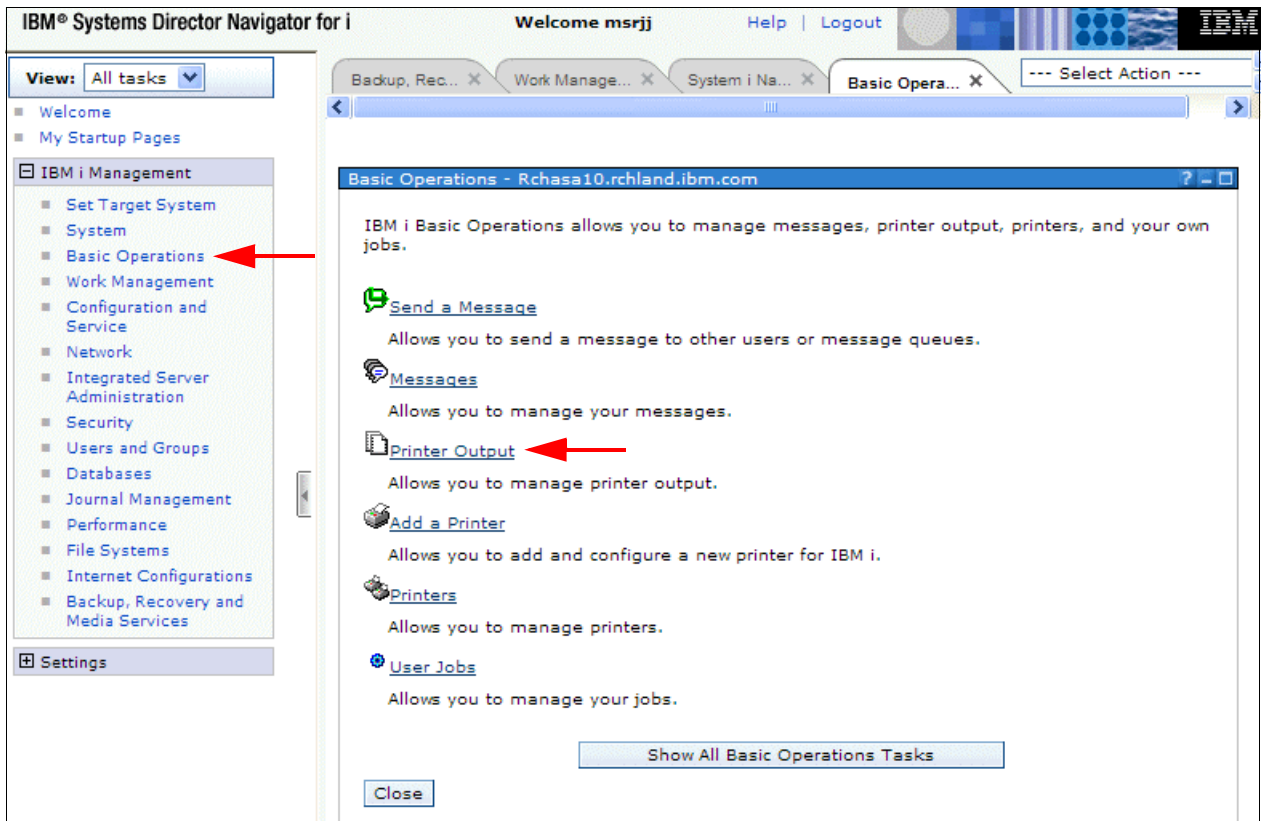 IBM® Systems Director Navigator for i
Welcome msrjj
Help | Logout
IBM
View: All tasks
Welcome
My Startup Pages
IBM i Management
Set Target System
System
Basic Operations
Work Management
Configuration and
Service
Network
Integrated Server
Administration
Security
Users and Groups
Databases
Journal Management
Performance
File Systems
Internet Configurations
Backup, Recovery and
Media Services
Settings
Backup, Rec...
Work Manage...
System i Na...
Basic Opera...
--- Select Action ---
Basic Operations - Rchasa10.rchland.ibm.com
IBM i Basic Operations allows you to manage messages, printer output, printers, and your own
jobs.
Send a Message
Allows you to send a message to other users or message queues.
Messages
Allows you to manage your messages.
Printer Output
Allows you to manage printer output.
Add a Printer
Allows you to add and configure a new printer for IBM i.
Printers
Allows you to manage printers.
User Jobs
Allows you to manage your jobs.
Show All Basic Operations Tasks
Close